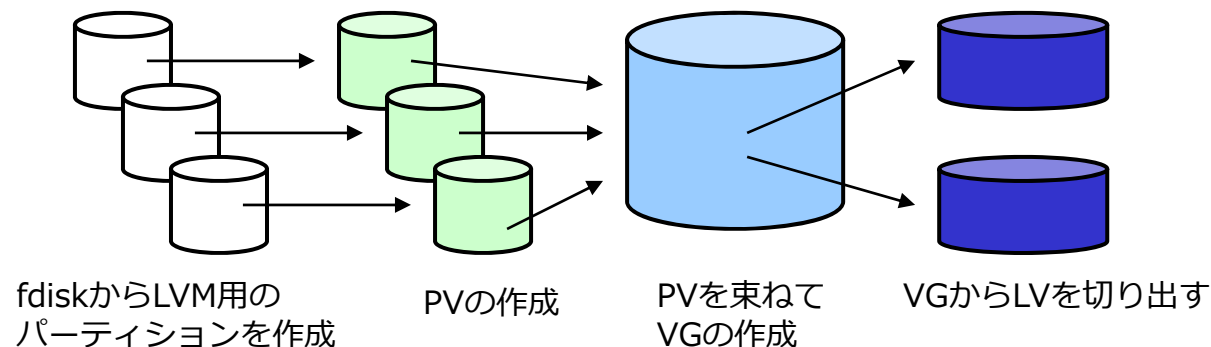 fdiskからLVM用の
パーティションを作成
PVの作成
PVを束ねて
VGの作成
VGからLVを切り出す